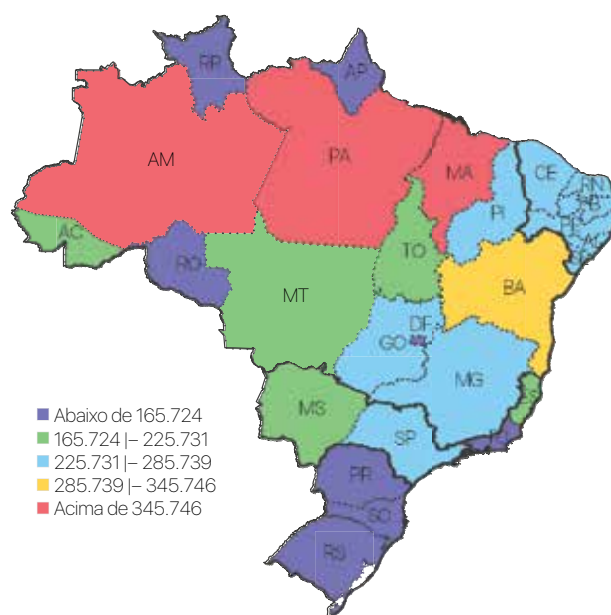 RP
AP
AM
PA
MA
CE
RN
PB
PI
PE
AC
TO
RO
BA
MT
DF
GO
MG
MS
SP
PR
SC
RS
Abaixo de 165.724
165.724 |– 225.731
225.731 |– 285.739
285.739 |– 345.746
Acima de 345.746